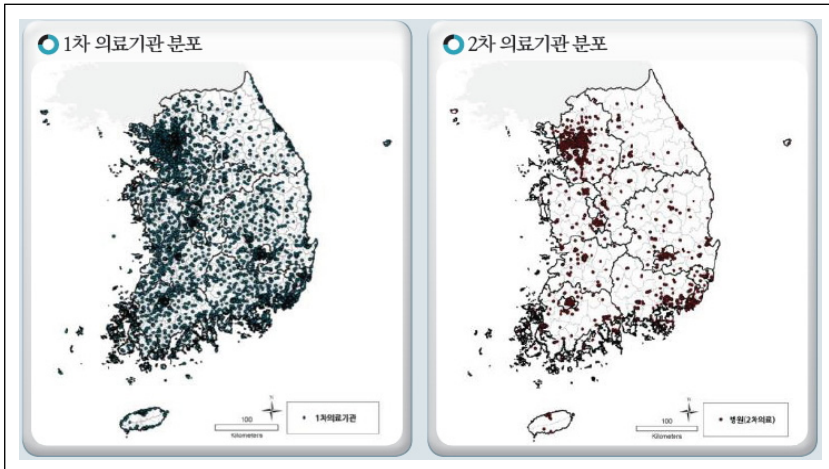 1차 의료기관 분포
N
100
Kilometers
1차의료기관
2차 의료기관 분포
N
100
Kilometers
병원(2차의료)